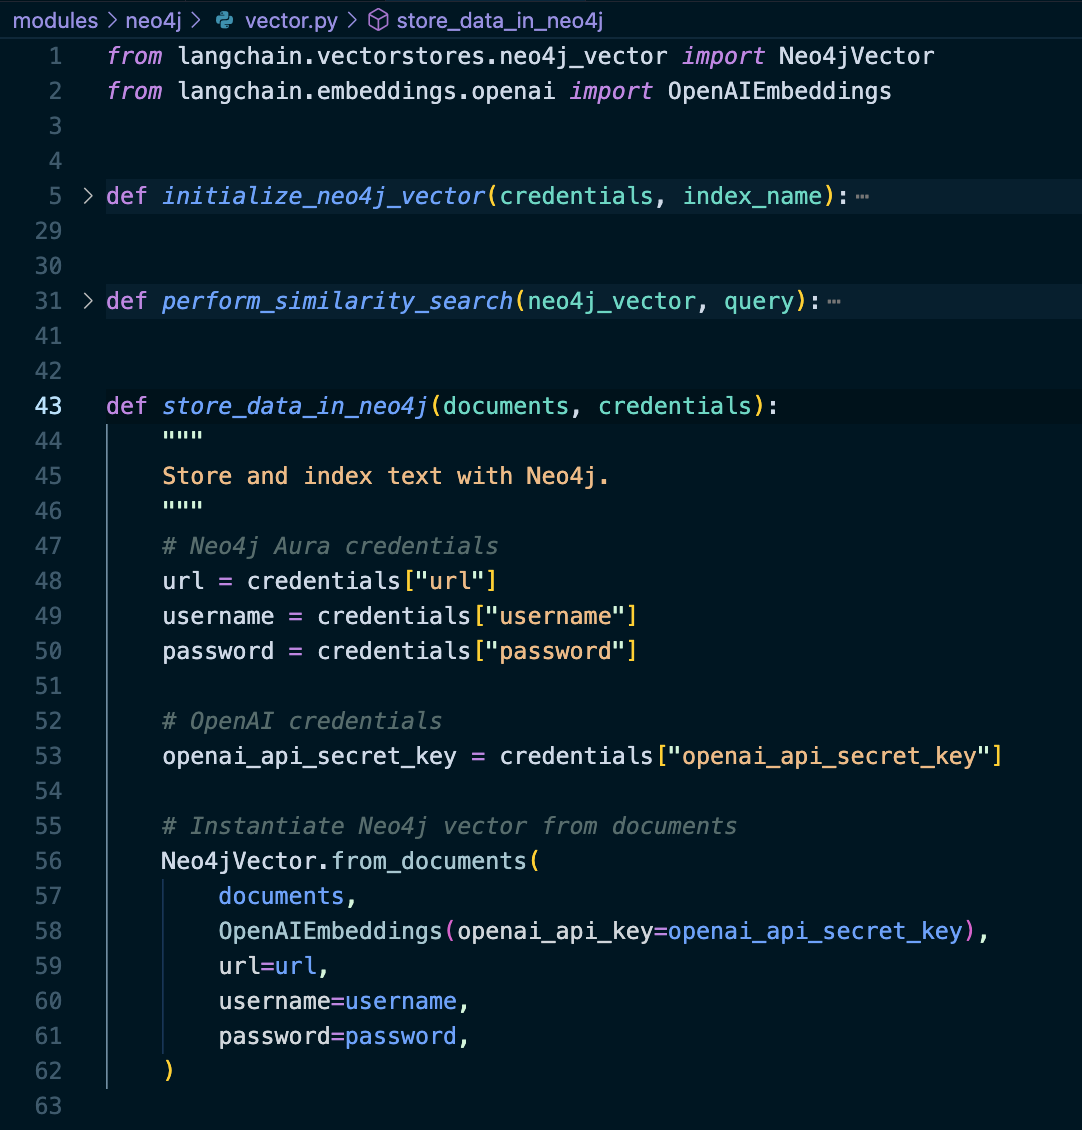 modules > neo4j > vector.py > store_data_in_neo4j
1 from langchain.vectorstores.neo4j_vector import Neo4jVector
2 from langchain.embeddings.openai import OpenAIEmbeddings
3
4
5 > def initialize_neo4j_vector(credentials, index_name): ⋯
29
30
31 > def perform_similarity_search(neo4j_vector, query): ⋯
41
42
43 def store_data_in_neo4j(documents, credentials):
44     """
45     Store and index text with Neo4j.
46     """
47     # Neo4j Aura credentials
48     url = credentials["url"]
49     username = credentials["username"]
50     password = credentials["password"]
51
52     # OpenAI credentials
53     openai_api_secret_key = credentials["openai_api_secret_key"]
54
55     # Instantiate Neo4j vector from documents
56     Neo4jVector.from_documents(
57         documents,
58         OpenAIEmbeddings(openai_api_key=openai_api_secret_key),
59         url=url,
60         username=username,
61         password=password,
62     )
63